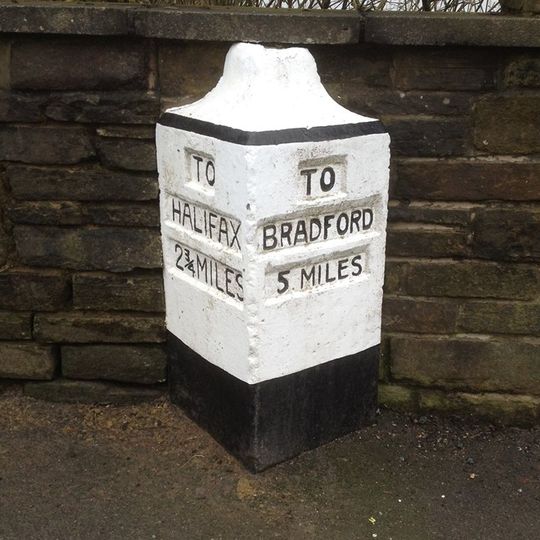 TO
HALIFAX
2¾ MILES
TO
BRADFORD
5 MILES